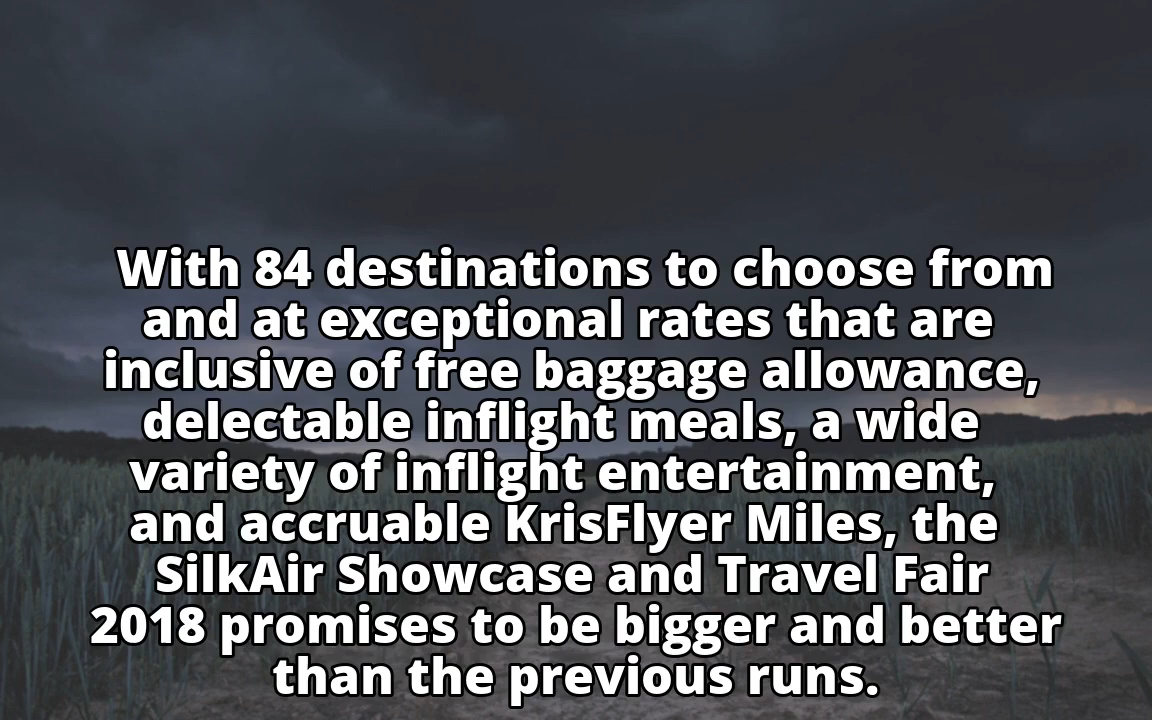 With 84 destinations to choose from
and at exceptional rates that are
inclusive of free baggage allowance,
delectable inflight meals, a wide
variety of inflight entertainment,
and accruable KrisFlyer Miles, the
SilkAir Showcase and Travel Fair
2018 promises to be bigger and better
than the previous runs.